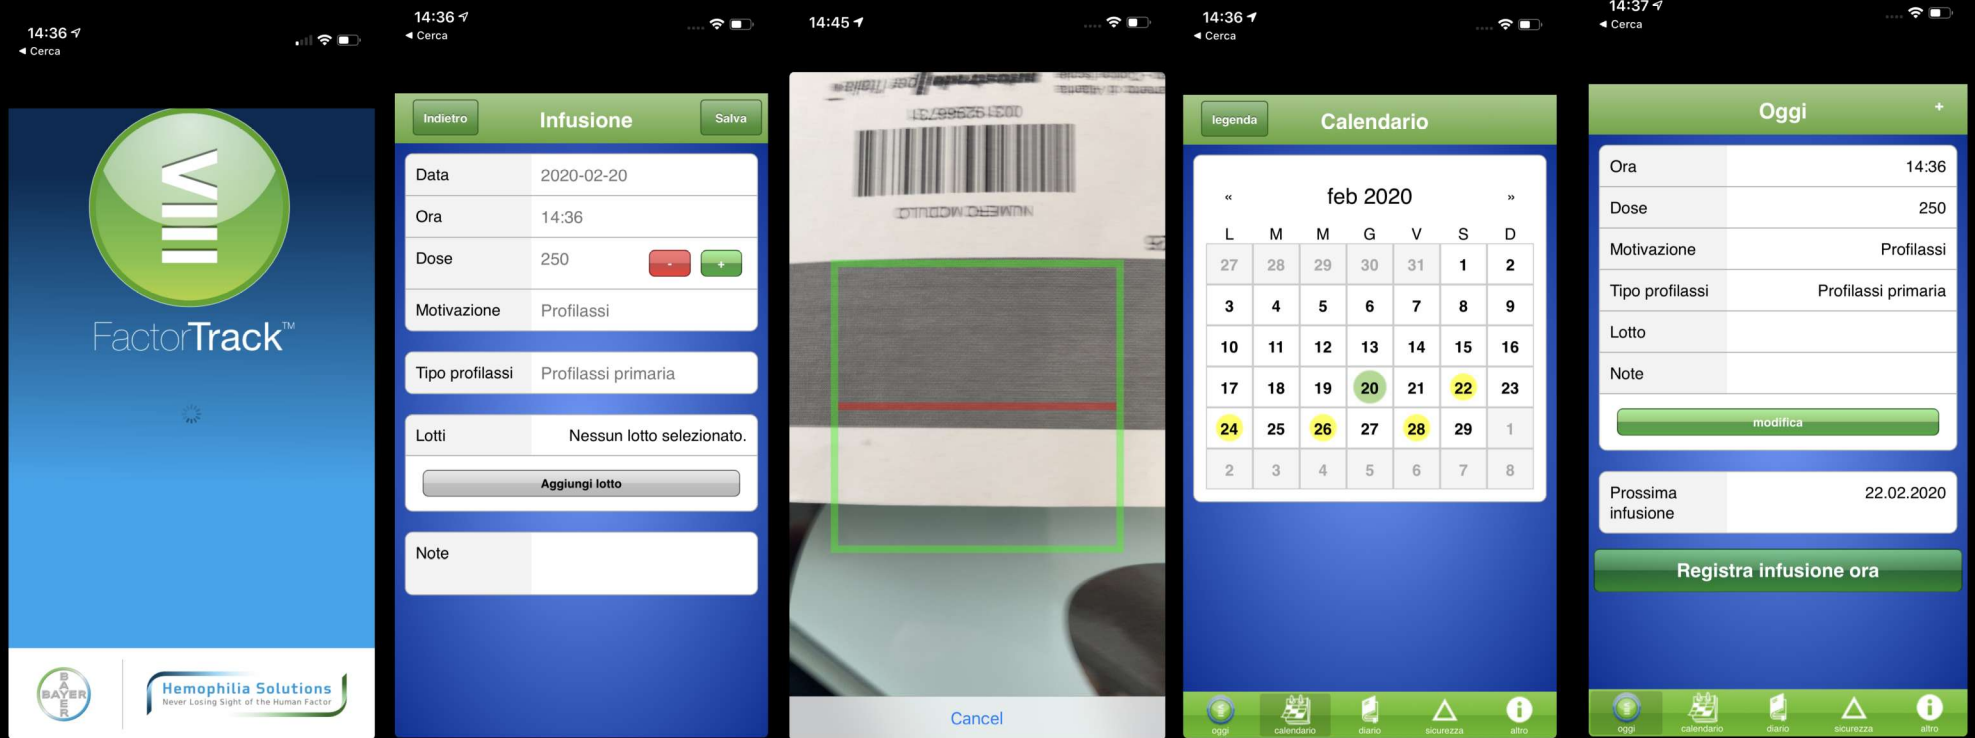 14:36
◄ Cerca
VIII
FactorTrack™
BAYER
BAYER
Hemophilia Solutions
Never Losing Sight of the Human Factor
14:36
◄ Cerca
Indietro
Infusione
Salva
Data
2020-02-20
Ora
14:36
Dose
250
-
+
Motivazione
Profilassi
Tipo profilassi
Profilassi primaria
Lotti
Nessun lotto selezionato.
Aggiungi lotto
Note
14:45
NUMERO MODULO
Cancel
14:36
◄ Cerca
legenda
Calendario
«
feb 2020
»
L M M G V S D
27 28 29 30 31 1 2
3 4 5 6 7 8 9
10 11 12 13 14 15 16
17 18 19 20 21 22 23
24 25 26 27 28 29 1
2 3 4 5 6 7 8
oggi
calendario
diario
sicurezza
altro
14:37
◄ Cerca
Oggi
+
Ora
14:36
Dose
250
Motivazione
Profilassi
Tipo profilassi
Profilassi primaria
Lotto
Note
modifica
Prossima
infusione
22.02.2020
Registra infusione ora
oggi
calendario
diario
sicurezza
altro